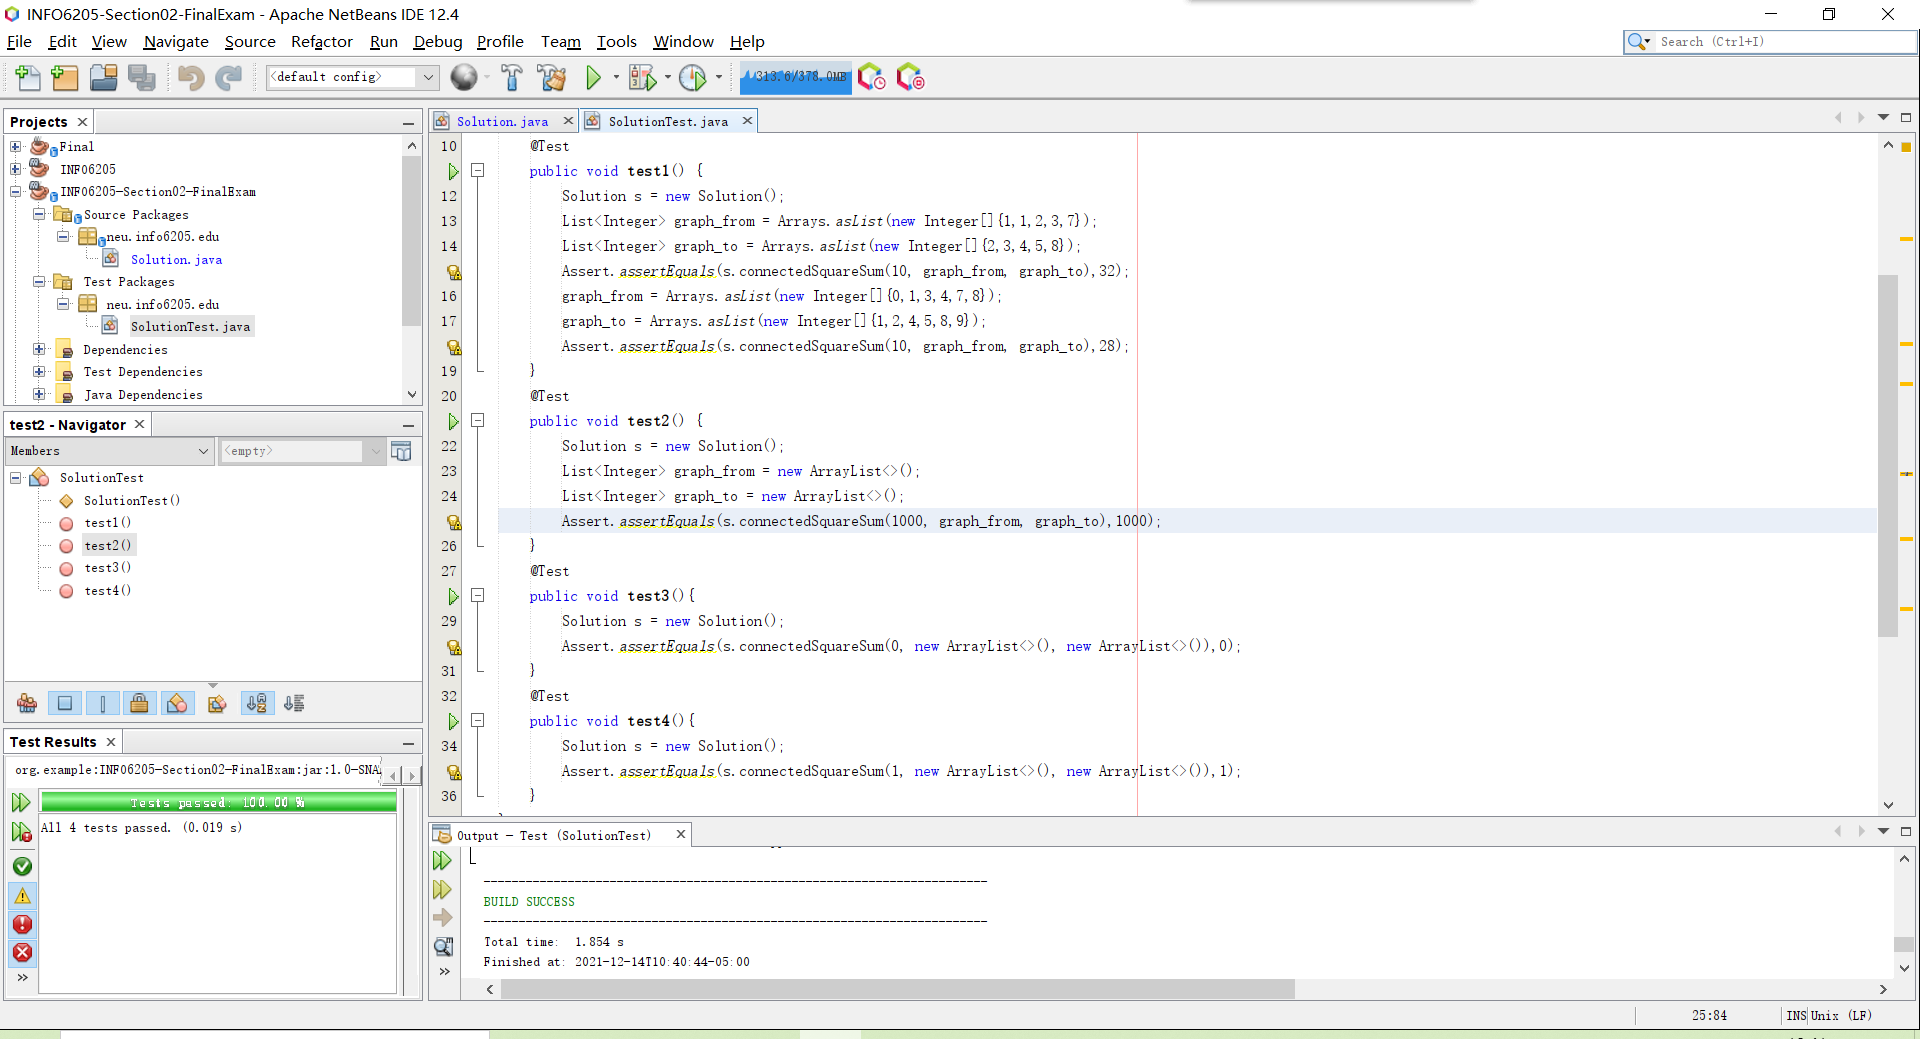 INFO6205-Section02-FinalExam - Apache NetBeans IDE 12.4
File Edit View Navigate Source Refactor Run Debug Profile Team Tools Window Help
Search (Ctrl+I)
<default config>
313.6/378.0MB
Projects
Final
INFO6205
INFO6205-Section02-FinalExam
Source Packages
neu.info6205.edu
Solution.java
Test Packages
neu.info6205.edu
SolutionTest.java
Dependencies
Test Dependencies
Java Dependencies
test2 - Navigator
Members
<empty>
SolutionTest
SolutionTest()
test1()
test2()
test3()
test4()
Test Results
org.example:INFO6205-Section02-FinalExam:jar:1.0-SNA
Tests passed: 100.00 %
All 4 tests passed. (0.019 s)
Solution.java
SolutionTest.java
10 @Test
public void test1() {
12 Solution s = new Solution();
13 List<Integer> graph_from = Arrays.asList(new Integer[]{1,1,2,3,7});
14 List<Integer> graph_to = Arrays.asList(new Integer[]{2,3,4,5,8});
Assert.assertEquals(s.connectedSquareSum(10, graph_from, graph_to),32);
16 graph_from = Arrays.asList(new Integer[]{0,1,3,4,7,8});
17 graph_to = Arrays.asList(new Integer[]{1,2,4,5,8,9});
Assert.assertEquals(s.connectedSquareSum(10, graph_from, graph_to),28);
19 }
20 @Test
public void test2() {
22 Solution s = new Solution();
23 List<Integer> graph_from = new ArrayList<>();
24 List<Integer> graph_to = new ArrayList<>();
Assert.assertEquals(s.connectedSquareSum(1000, graph_from, graph_to),1000);
26 }
27 @Test
public void test3(){
29 Solution s = new Solution();
Assert.assertEquals(s.connectedSquareSum(0, new ArrayList<>(), new ArrayList<>()),0);
31 }
32 @Test
public void test4(){
34 Solution s = new Solution();
Assert.assertEquals(s.connectedSquareSum(1, new ArrayList<>(), new ArrayList<>()),1);
36 }
Output - Test (SolutionTest)
------------------------------------------------------------------------
BUILD SUCCESS
------------------------------------------------------------------------
Total time: 1.854 s
Finished at: 2021-12-14T10:40:44-05:00
25:84
INS
Unix (LF)